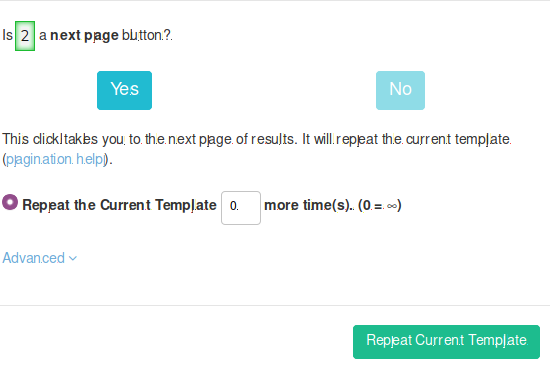 Is 2 a next page button?
Yes
No
This click takes you to the next page of results. It will repeat the current template.
(pagination help).
Repeat the Current Template 0 more time(s). (0 = ∞)
Advanced
Repeat Current Template